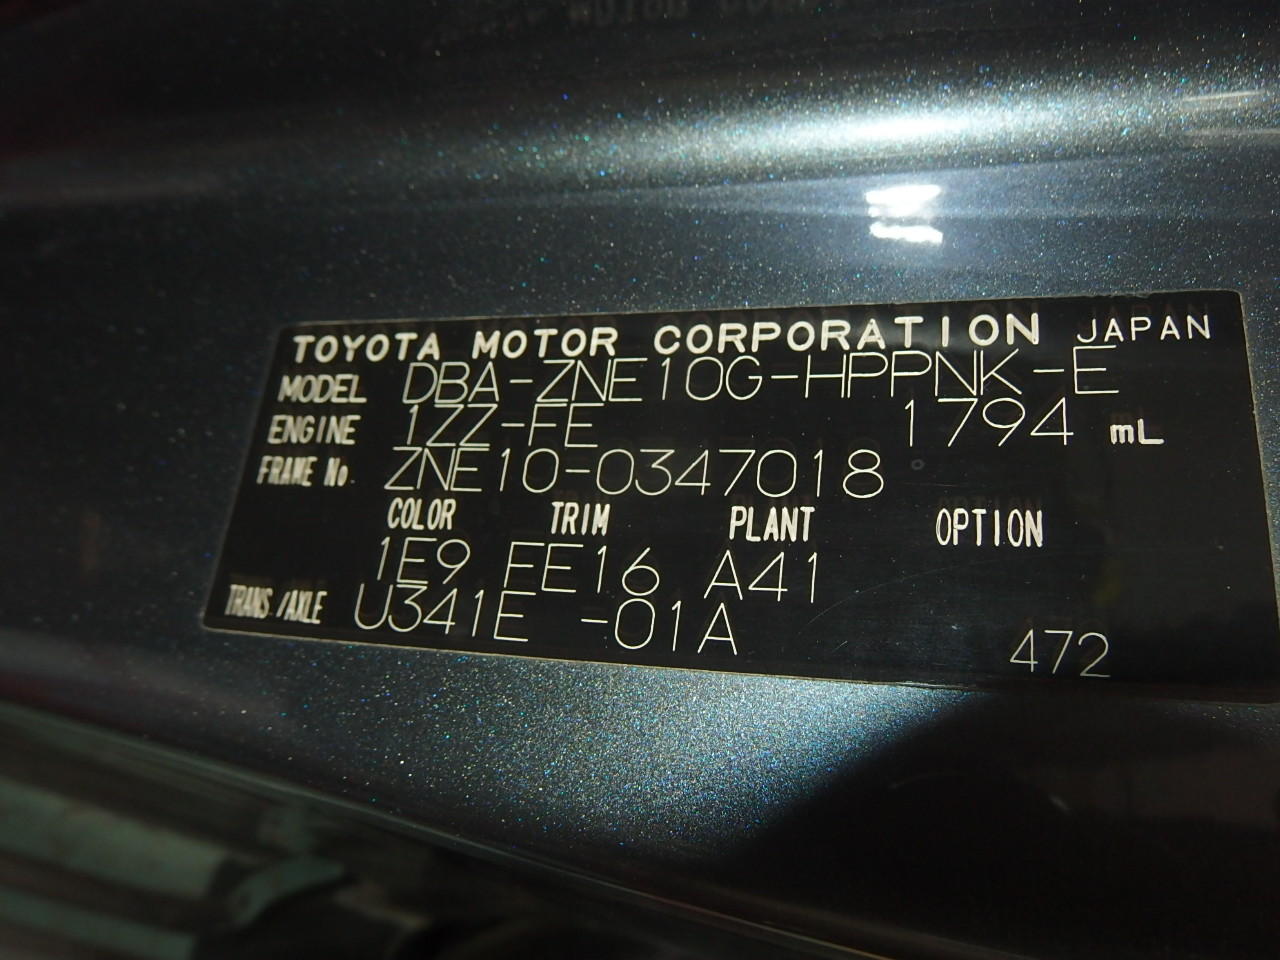 TOYOTA MOTOR CORPORATION JAPAN
MODEL DBA-ZNE10G-HPPNK-E
ENGINE 1ZZ-FE 1794 mL
FRAME No. ZNE10-0347018
COLOR TRIM PLANT OPTION
1E9 FE16 A41
TRANS./AXLE U341E -01A
472